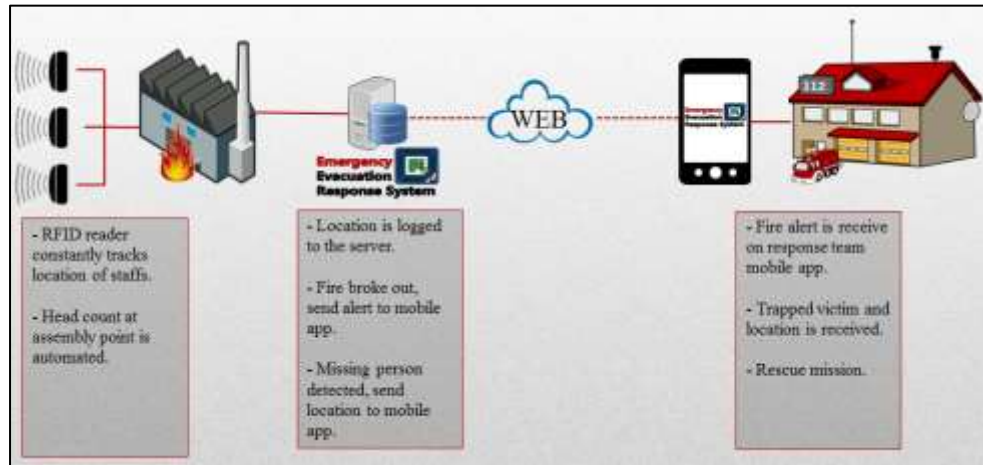 112
WEB
Emergency
Evacuation
Response System
Emergency
Response System
- RFID reader
constantly tracks
location of staffs.
- Head count at
assembly point is
automated.
- Location is logged
to the server.
- Fire broke out,
send alert to mobile
app.
- Missing person
detected, send
location to mobile
app.
- Fire alert is receive
on response team
mobile app.
- Trapped victim and
location is received.
- Rescue mission.